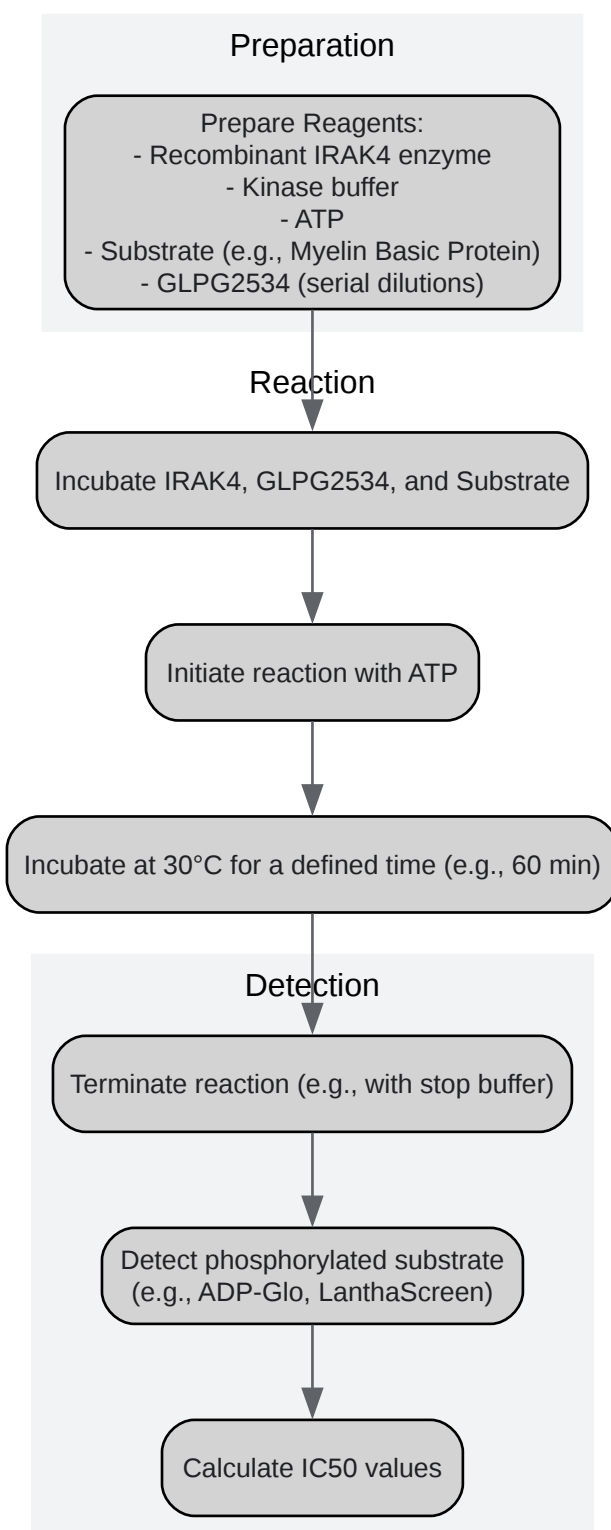 Preparation
Prepare Reagents:
- Recombinant IRAK4 enzyme
- Kinase buffer
- ATP
- Substrate (e.g., Myelin Basic Protein)
- GLPG2534 (serial dilutions)
Reaction
Incubate IRAK4, GLPG2534, and Substrate
Initiate reaction with ATP
Incubate at 30°C for a defined time (e.g., 60 min)
Detection
Terminate reaction (e.g., with stop buffer)
Detect phosphorylated substrate
(e.g., ADP-Glo, LanthaScreen)
Calculate IC50 values